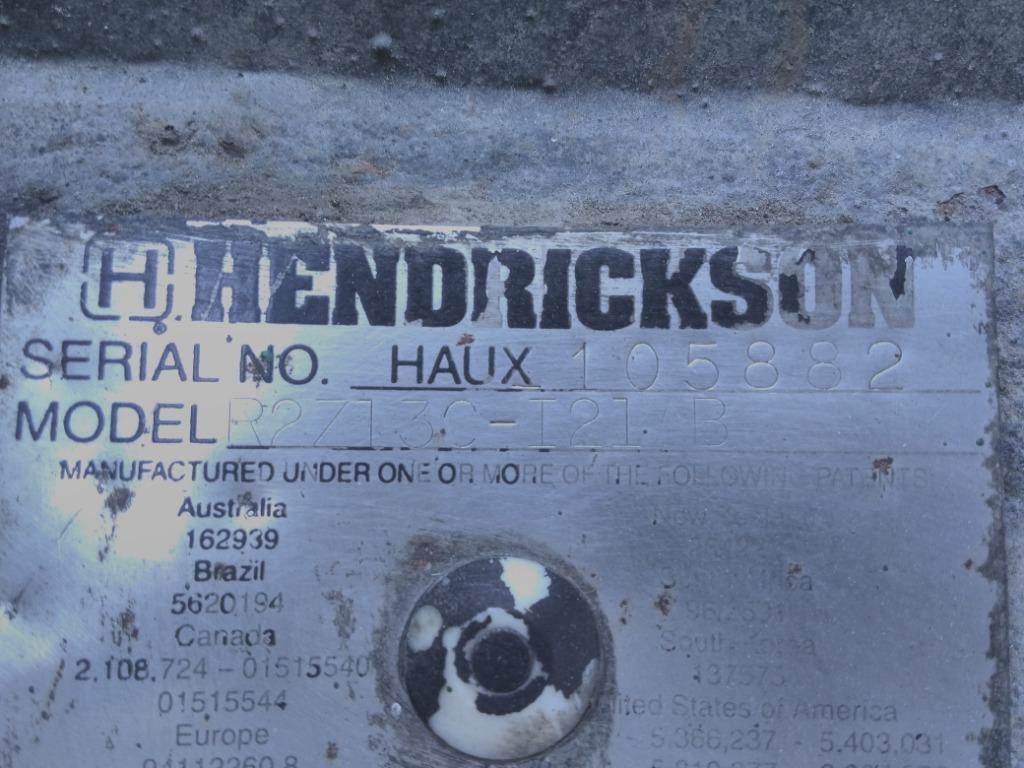 H HENDRICKSON
SERIAL NO. HAUX 105882
MODEL R2Z13C-I21 B
MANUFACTURED UNDER ONE OR MORE OF THE FOLLOWING PATENTS
Australia
162939
Brazil
5620194
Canada
2,108,724 - 01515540
01515544
Europe
South Korea
United States of America
5,366,237 - 5.403,031